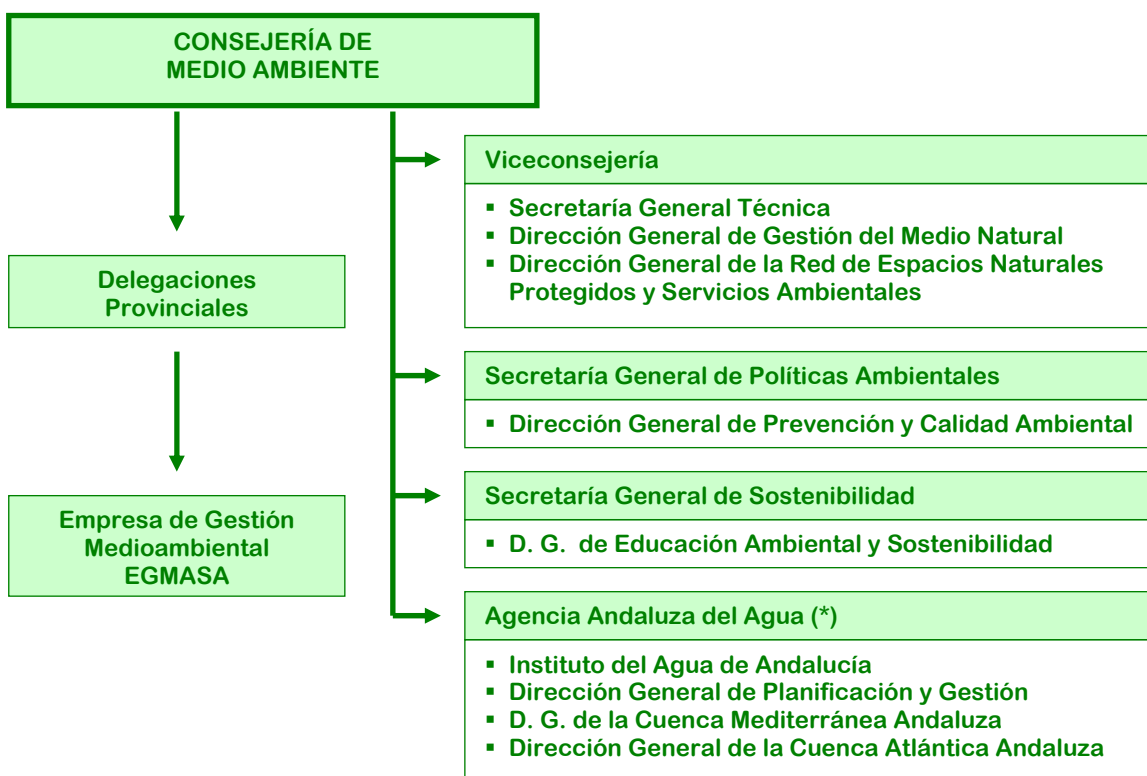 CONSEJERÍA DE
MEDIO AMBIENTE
Delegaciones
Provinciales
Empresa de Gestión
Medioambiental
EGMASA
Viceconsejería
▪ Secretaría General Técnica
▪ Dirección General de Gestión del Medio Natural
▪ Dirección General de la Red de Espacios Naturales
Protegidos y Servicios Ambientales
Secretaría General de Políticas Ambientales
▪ Dirección General de Prevención y Calidad Ambiental
Secretaría General de Sostenibilidad
▪ D. G. de Educación Ambiental y Sostenibilidad
Agencia Andaluza del Agua (*)
▪ Instituto del Agua de Andalucía
▪ Dirección General de Planificación y Gestión
▪ D. G. de la Cuenca Mediterránea Andaluza
▪ Dirección General de la Cuenca Atlántica Andaluza